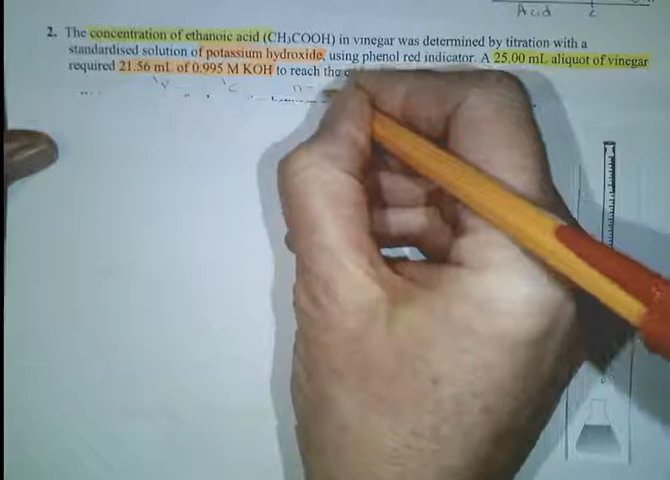 Acid c
2. The concentration of ethanoic acid (CH3COOH) in vinegar was determined by titration with a
standardised solution of potassium hydroxide, using phenol red indicator. A 25.00 mL aliquot of vinegar
required 21.56 mL of 0.995 M KOH to reach the
V c n=